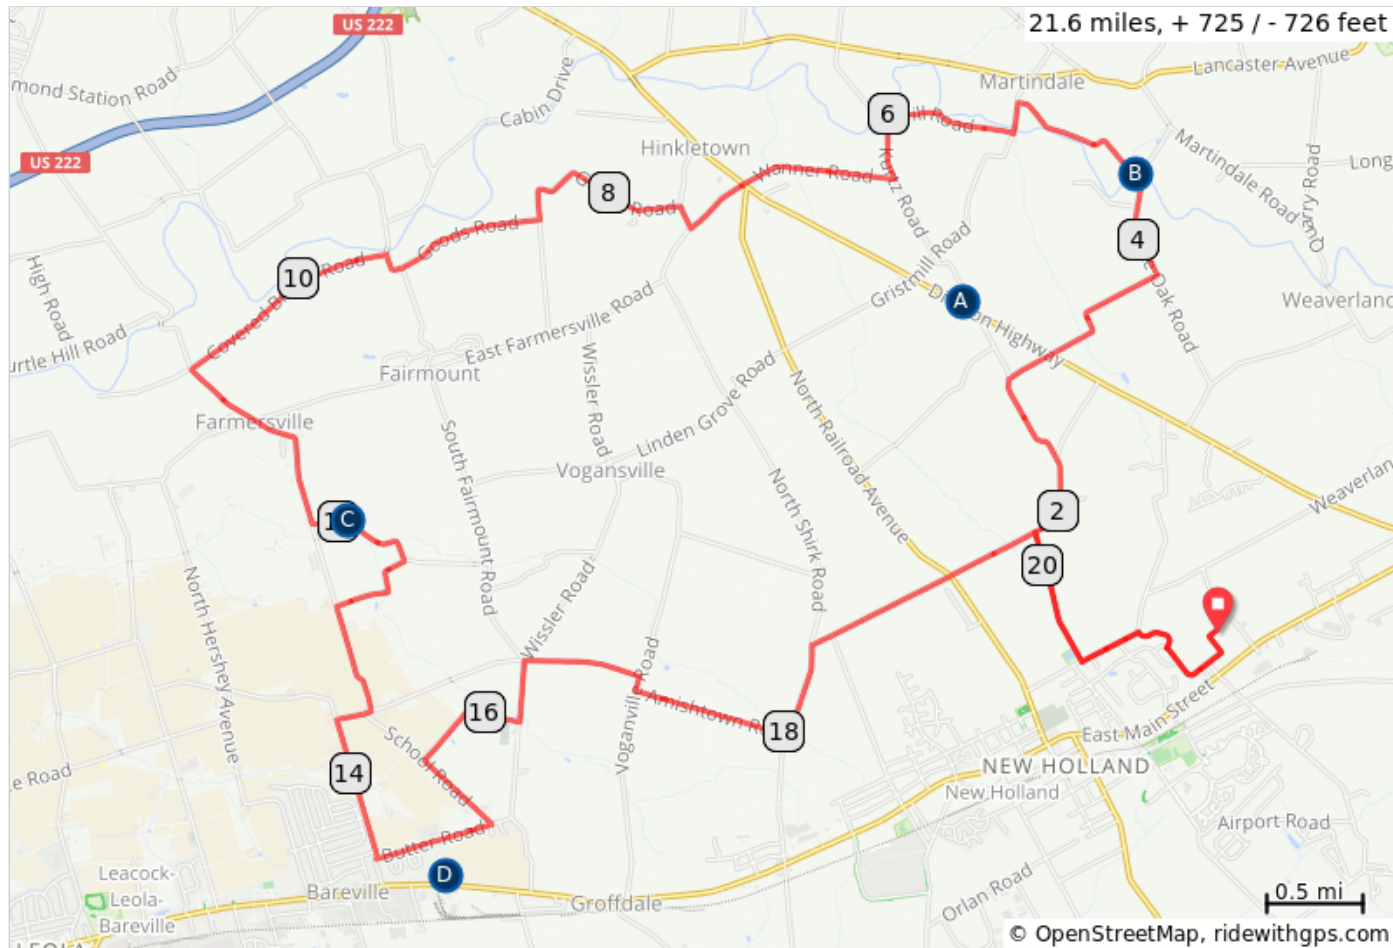 21.6 miles, + 725 / - 726 feet
US 222
Lancaster Avenue
Martindale
mond Station Road
Cabin Drive
6
ill Road
Hinkletown
US 222
Martindale Road
Long
Kurtz Road
Wanner Road
B
8
Road
Goods Road
4
Gristmill Road
Oak Road
10
Road
Covered B
High Road
A
Division Highway
Weaverland
East Farmersville Road
urtle Hill Road
Fairmount
Wissler Road
Linden Grove Road
North Railroad Avenue
Farmersville
South Fairmount Road
Vogansville
North Shirk Road
Weaverlan
2
1
C
20
North Hershey Avenue
Wissler Road
Voganville Road
Amishtown R
16
18
School Road
East Main Street
14
e Road
NEW HOLLAND
New Holland
Airport Road
Butter Road
Leacock-
Leola-
Bareville
D
Bareville
Groffdale
Orlan Road
0.5 mi
LEOLA
© OpenStreetMap, ridewithgps.com